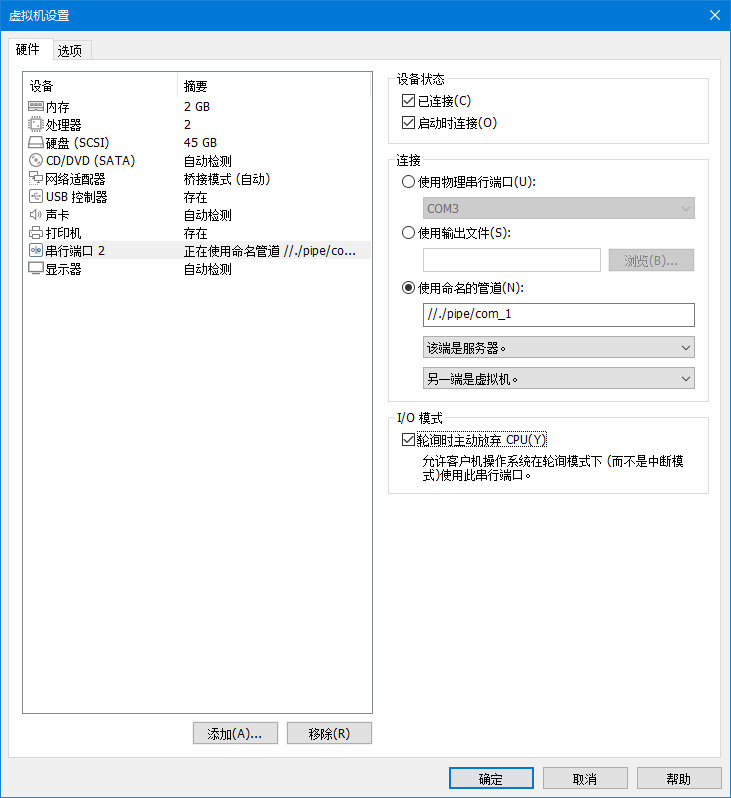 虚拟机设置
硬件 选项
设备 摘要
内存 2 GB
处理器 2
硬盘 (SCSI) 45 GB
CD/DVD (SATA) 自动检测
网络适配器 桥接模式 (自动)
USB 控制器 存在
声卡 自动检测
打印机 存在
串行端口 2 正在使用命名管道 //./pipe/co...
显示器 自动检测
添加(A)... 移除(R)
设备状态
已连接(C)
启动时连接(O)
连接
使用物理串行端口(U):
COM3
使用输出文件(S):
浏览(B)...
使用命名的管道(N):
//./pipe/com_1
该端是服务器。
另一端是虚拟机。
I/O 模式
轮询时主动放弃 CPU(Y)
允许客户机操作系统在轮询模式下 (而不是中断模
式)使用此串行端口。
确定 取消 帮助